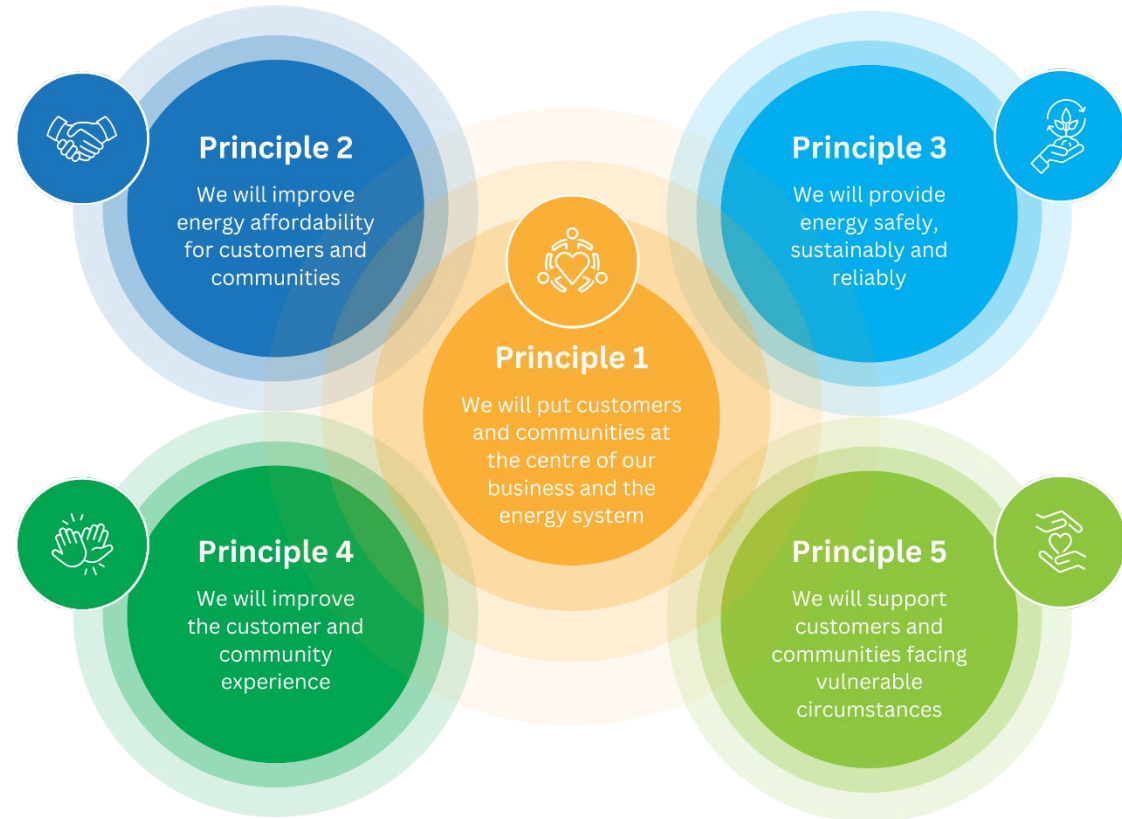 Principle 2
We will improve
energy affordability
for customers and
communities
Principle 3
We will provide
energy safely,
sustainably and
reliably
Principle 1
We will put customers
and communities at
the centre of our
business and the
energy system
Principle 4
We will improve
the customer and
community
experience
Principle 5
We will support
customers and
communities facing
vulnerable
circumstances